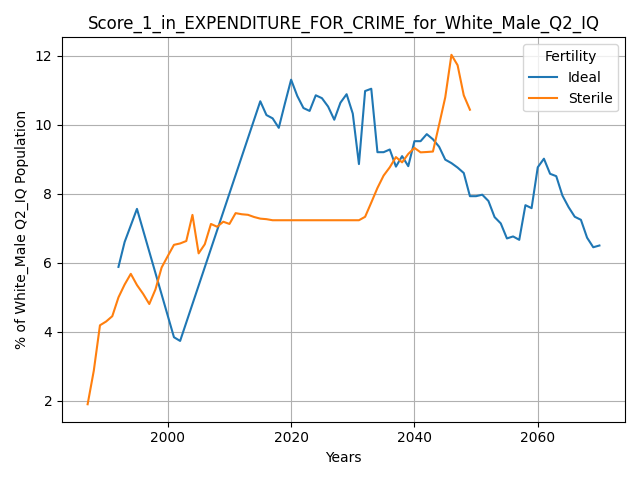 Score_1_in_EXPENDITURE_FOR_CRIME_for_White_Male_Q2_IQ
% of White_Male Q2_IQ Population
12
10
8
6
4
2
Fertility
Ideal
Sterile
2000
2020
2040
2060
Years